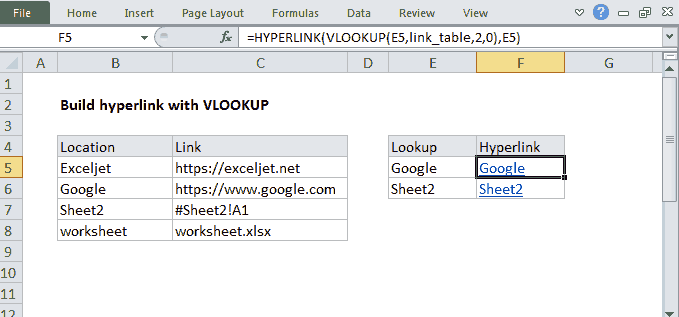 File Home Insert Page Layout Formulas Data Review View
F5 fx =HYPERLINK(VLOOKUP(E5,link_table,2,0),E5)
A B C D E F G
1
2 Build hyperlink with VLOOKUP
3
4 Location Link Lookup Hyperlink
5 Exceljet https://exceljet.net Google Google
6 Google https://www.google.com Sheet2 Sheet2
7 Sheet2 #Sheet2!A1
8 worksheet worksheet.xlsx
9
10
11
12